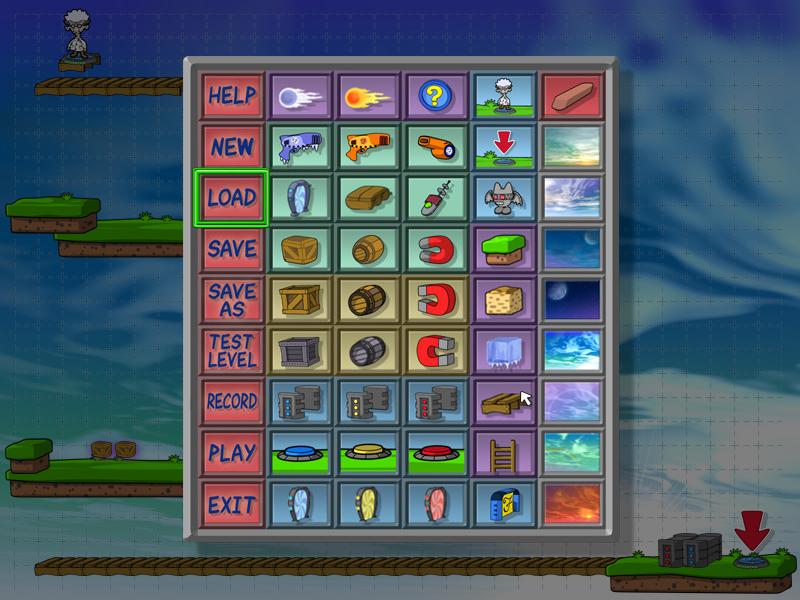 HELP
?
NEW
LOAD
SAVE
SAVE
AS
TEST
LEVEL
RECORD
PLAY
EXIT